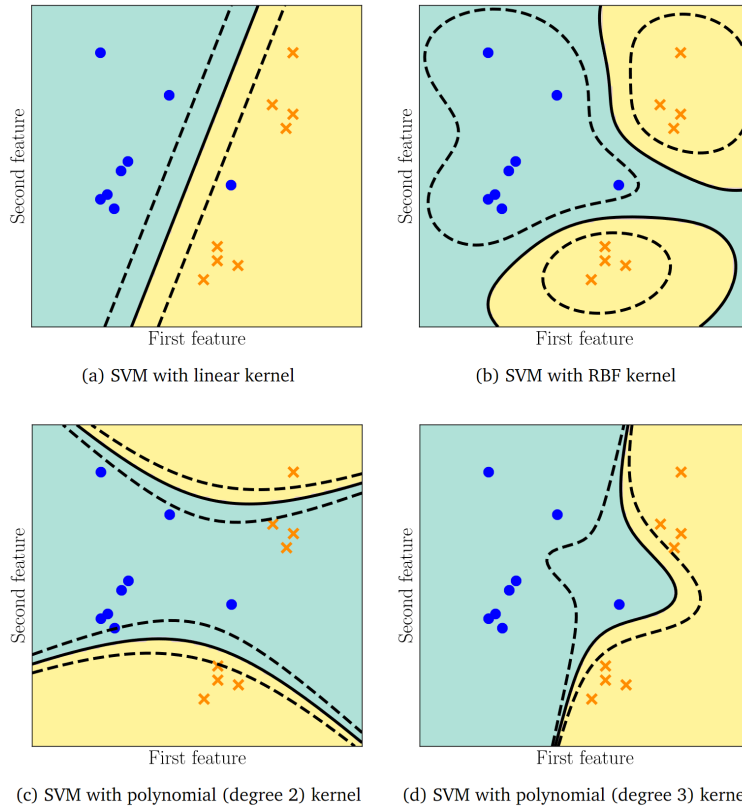 Second feature
First feature
(a) SVM with linear kernel
Second feature
First feature
(b) SVM with RBF kernel
Second feature
First feature
(c) SVM with polynomial (degree 2) kernel
Second feature
First feature
(d) SVM with polynomial (degree 3) kerne